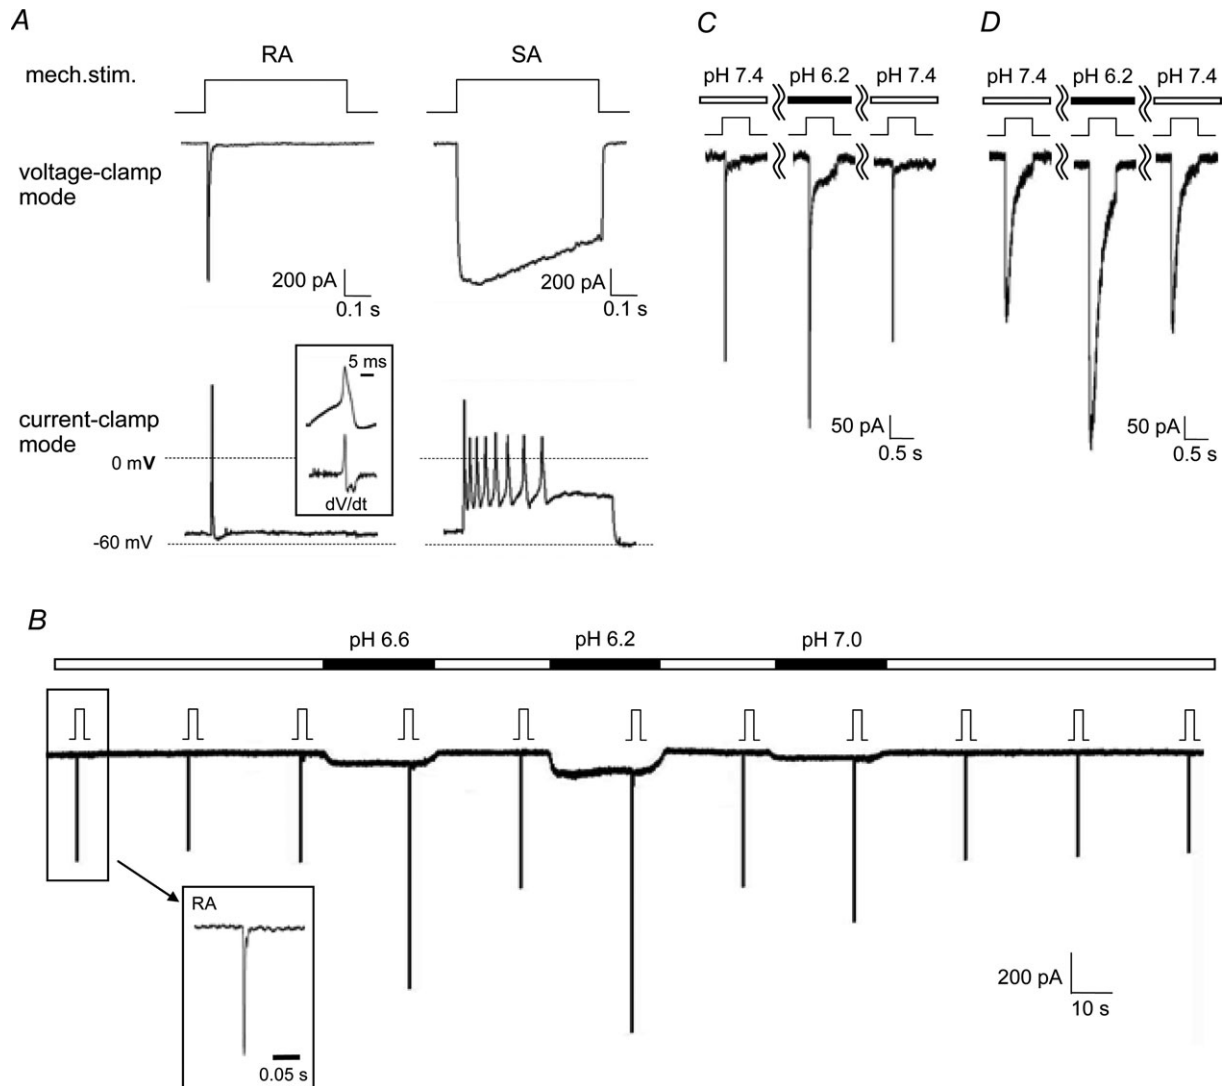 A
RA
SA
mech.stim.
voltage-clamp
mode
200 pA
0.1 s
200 pA
0.1 s
5 ms
dV/dt
current-clamp
mode
0 mV
-60 mV
C
pH 7.4
pH 6.2
pH 7.4
50 pA
0.5 s
D
pH 7.4
pH 6.2
pH 7.4
50 pA
0.5 s
B
pH 6.6
pH 6.2
pH 7.0
RA
0.05 s
200 pA
10 s